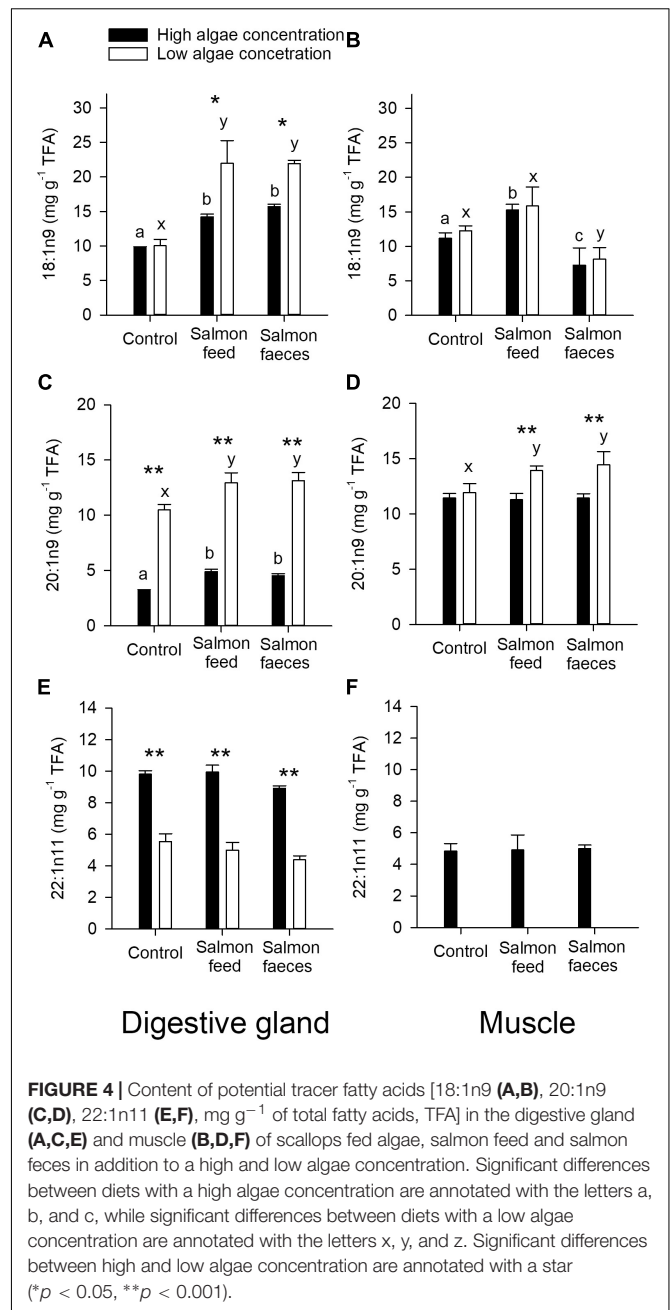 A
High algae concentration
B
Low algae concetration
18:1n9 (mg g⁻¹ TFA)
30
25
20
15
10
5
0
a
x
*
b
y
*
b
y
Control
Salmon feed
Salmon faeces
18:1n9 (mg g⁻¹ TFA)
30
25
20
15
10
5
0
a
x
b
x
c
y
Control
Salmon feed
Salmon faeces
C
20:1n9 (mg g⁻¹ TFA)
20
15
10
5
0
**
a
x
**
b
y
**
b
y
Control
Salmon feed
Salmon faeces
D
20:1n9 (mg g⁻¹ TFA)
20
15
10
5
0
x
**
y
**
y
Control
Salmon feed
Salmon faeces
E
22:1n11 (mg g⁻¹ TFA)
14
12
10
8
6
4
2
0
**
**
**
Control
Salmon feed
Salmon faeces
F
22:1n11 (mg g⁻¹ TFA)
14
12
10
8
6
4
2
0
Control
Salmon feed
Salmon faeces
Digestive gland
Muscle
FIGURE 4 | Content of potential tracer fatty acids [18:1n9 (A,B), 20:1n9
(C,D), 22:1n11 (E,F), mg g⁻¹ of total fatty acids, TFA] in the digestive gland
(A,C,E) and muscle (B,D,F) of scallops fed algae, salmon feed and salmon
feces in addition to a high and low algae concentration. Significant differences
between diets with a high algae concentration are annotated with the letters a,
b, and c, while significant differences between diets with a low algae
concentration are annotated with the letters x, y, and z. Significant differences
between high and low algae concentration are annotated with a star
(*p < 0.05, **p < 0.001).